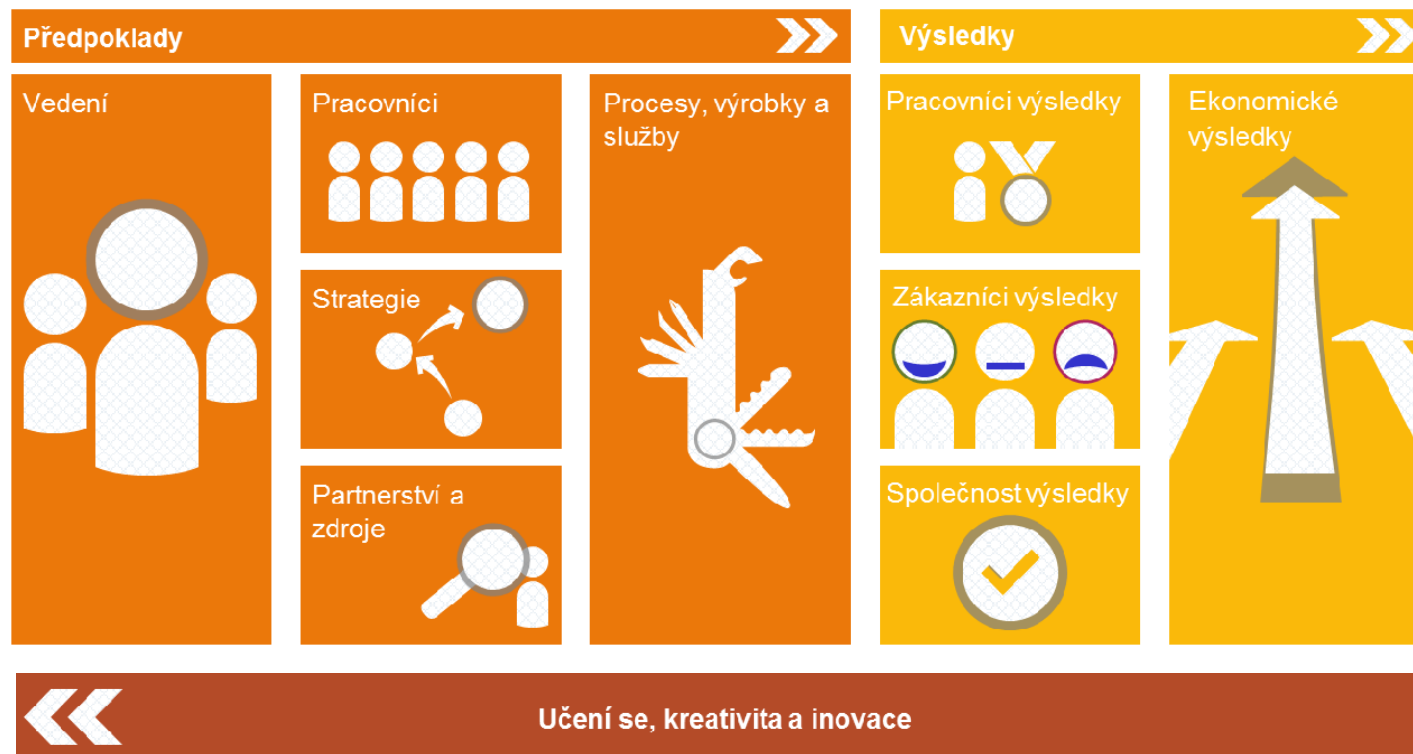 Předpoklady
Výsledky
Vedení
Pracovníci
Strategie
Partnerství a
zdroje
Procesy, výrobky a
služby
Pracovníci výsledky
Zákazníci výsledky
Společnost výsledky
Ekonomické
výsledky
Učení se, kreativita a inovace